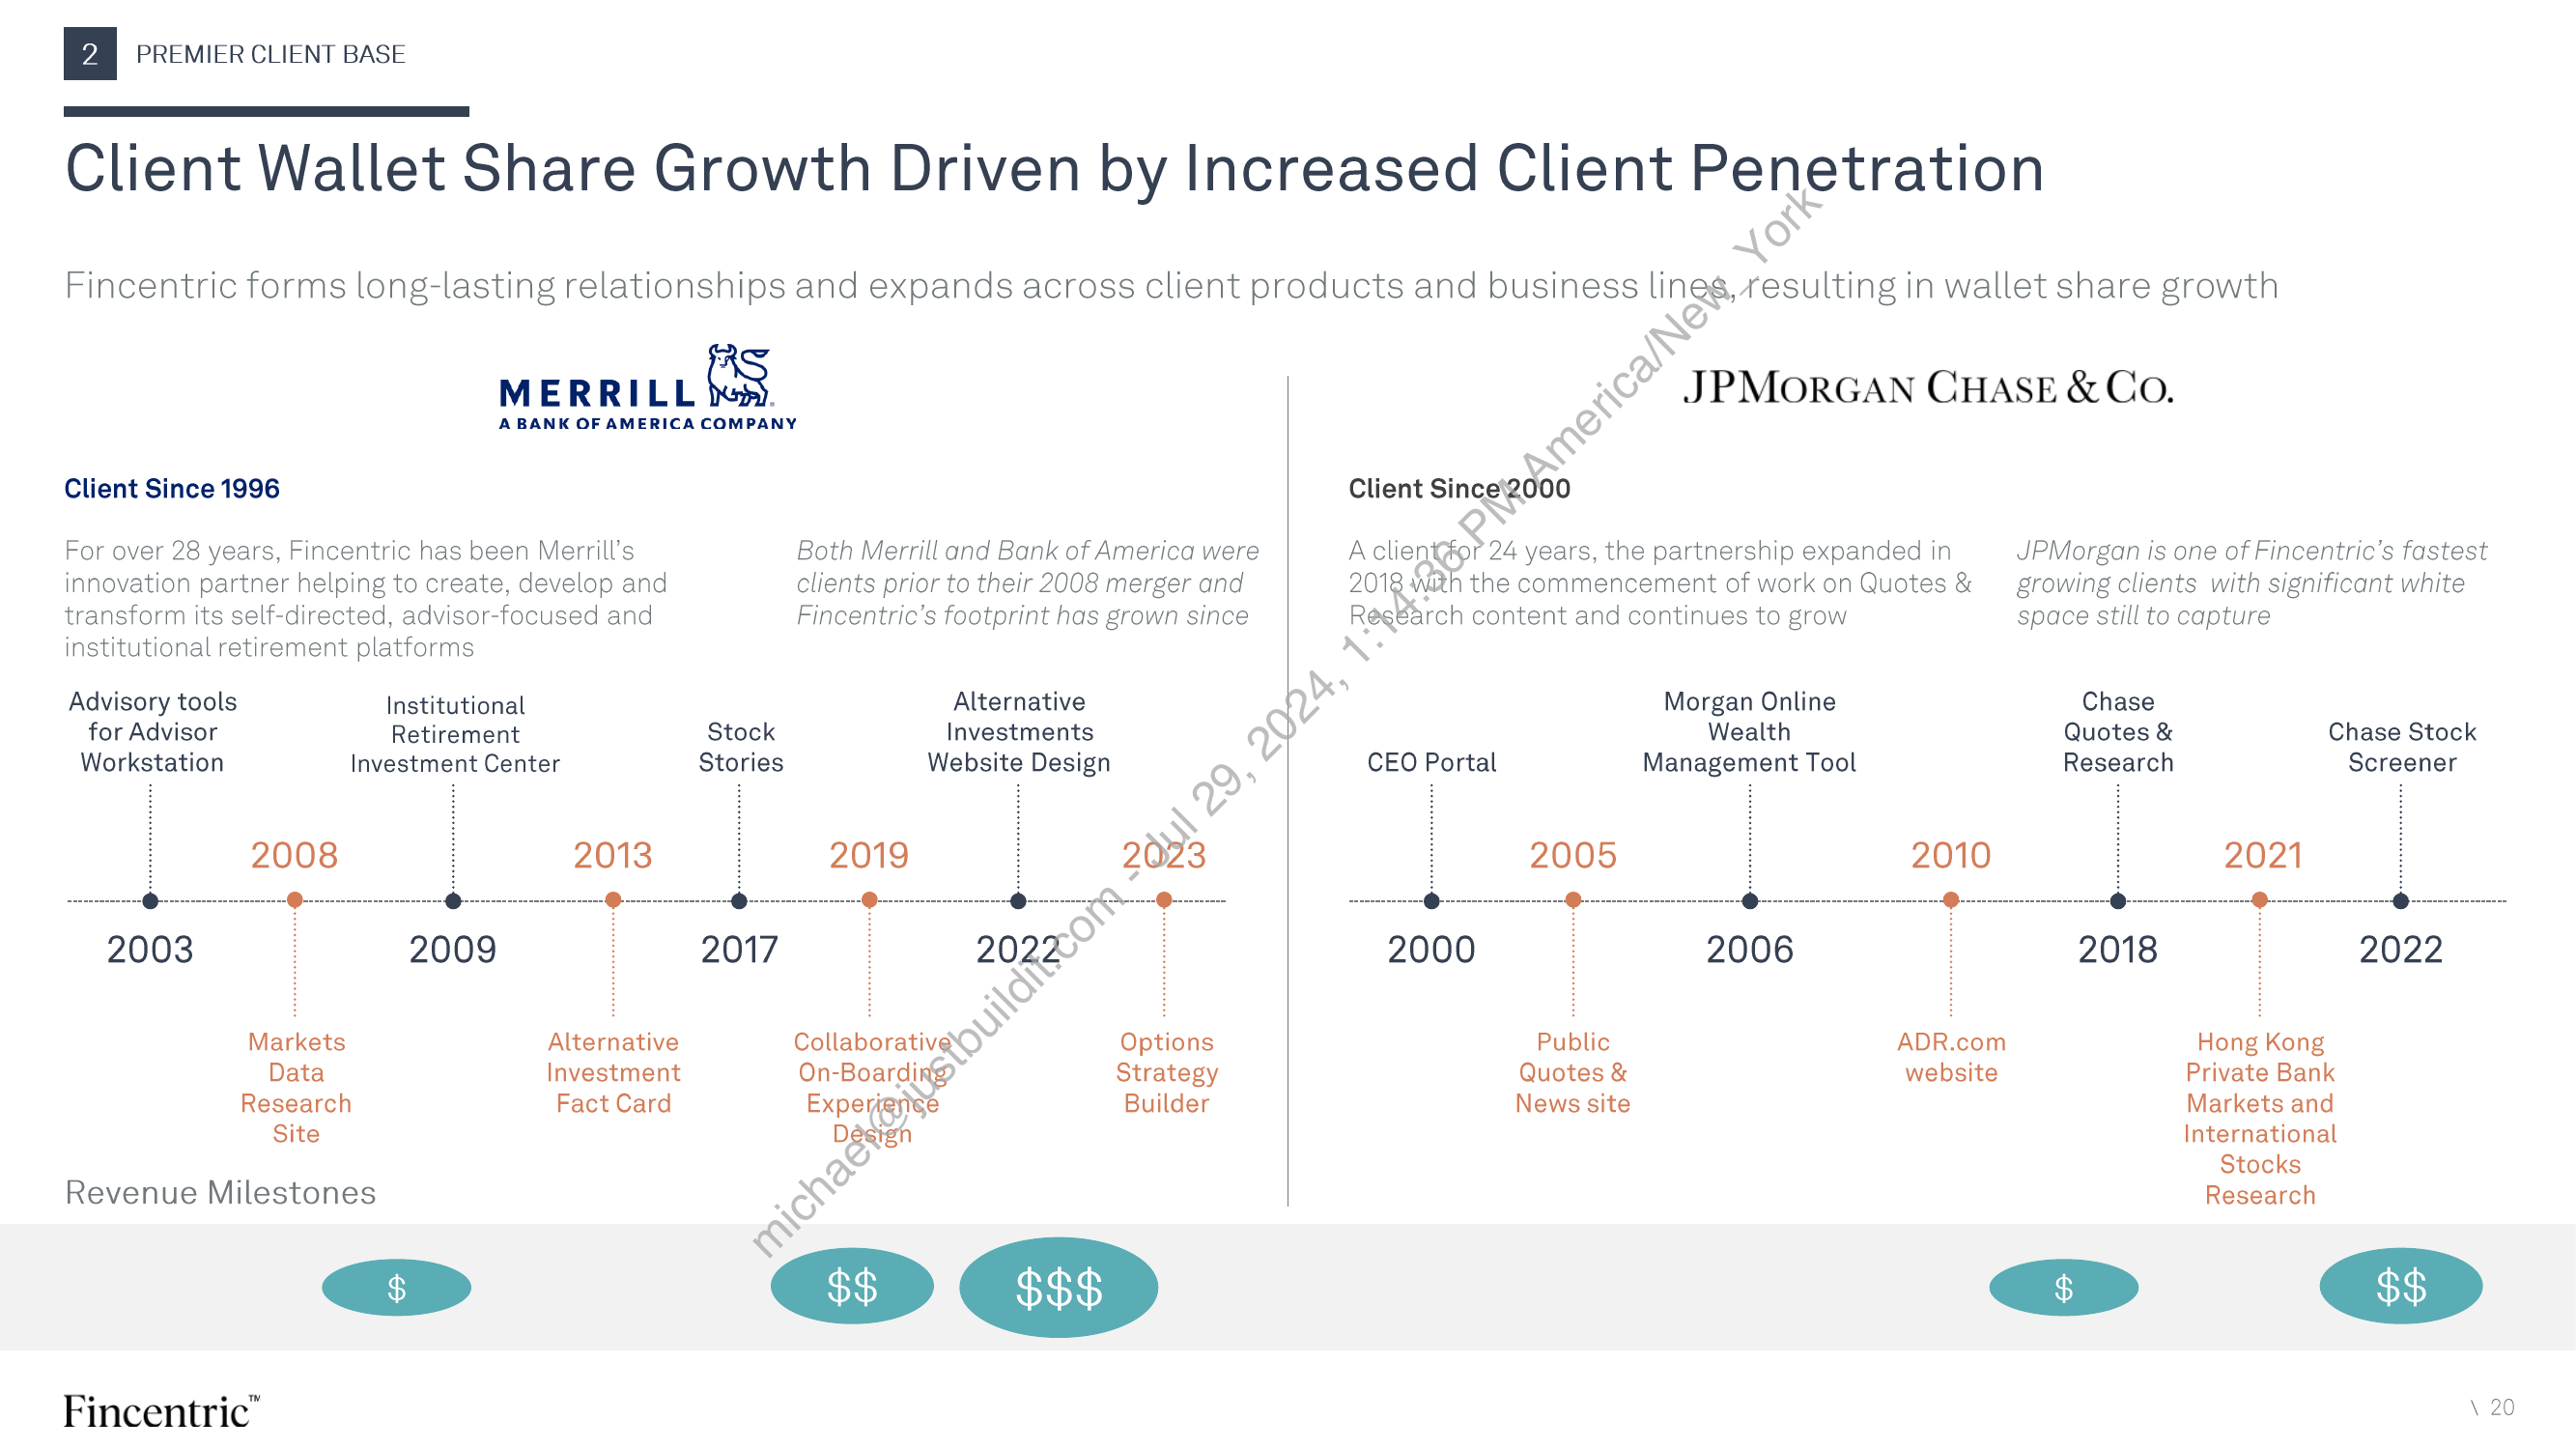 2 PREMIER CLIENT BASE
Client Wallet Share Growth Driven by Increased Client Penetration
Fincentric forms long-lasting relationships and expands across client products and business lines, resulting in wallet share growth
MERRILL
A BANK OF AMERICA COMPANY
Client Since 1996
For over 28 years, Fincentric has been Merrill's
innovation partner helping to create, develop and
transform its self-directed, advisor-focused and
institutional retirement platforms
Both Merrill and Bank of America were
clients prior to their 2008 merger and
Fincentric's footprint has grown since
Advisory tools
for Advisor
Workstation
Institutional
Retirement
Investment Center
Stock
Stories
Alternative
Investments
Website Design
2008
2013
2019
2023
2003
2009
2017
2022
Markets
Data
Research
Site
Alternative
Investment
Fact Card
Collaborative
On-Boarding
Experience
Design
Options
Strategy
Builder
JPMORGAN CHASE & CO.
Client Since 2000
A client for 24 years, the partnership expanded in
2018 with the commencement of work on Quotes &
Research content and continues to grow
JPMorgan is one of Fincentric's fastest
growing clients with significant white
space still to capture
CEO Portal
Morgan Online
Wealth
Management Tool
Chase
Quotes &
Research
Chase Stock
Screener
2005
2010
2021
2000
2006
2018
2022
Public
Quotes &
News site
ADR.com
website
Hong Kong
Private Bank
Markets and
International
Stocks
Research
Revenue Milestones
$
$$
$$$
$
$$
Fincentric™
\ 20
michael@justbuildit.com - Jul 29, 2024, 1:14:36 PM America/New_York